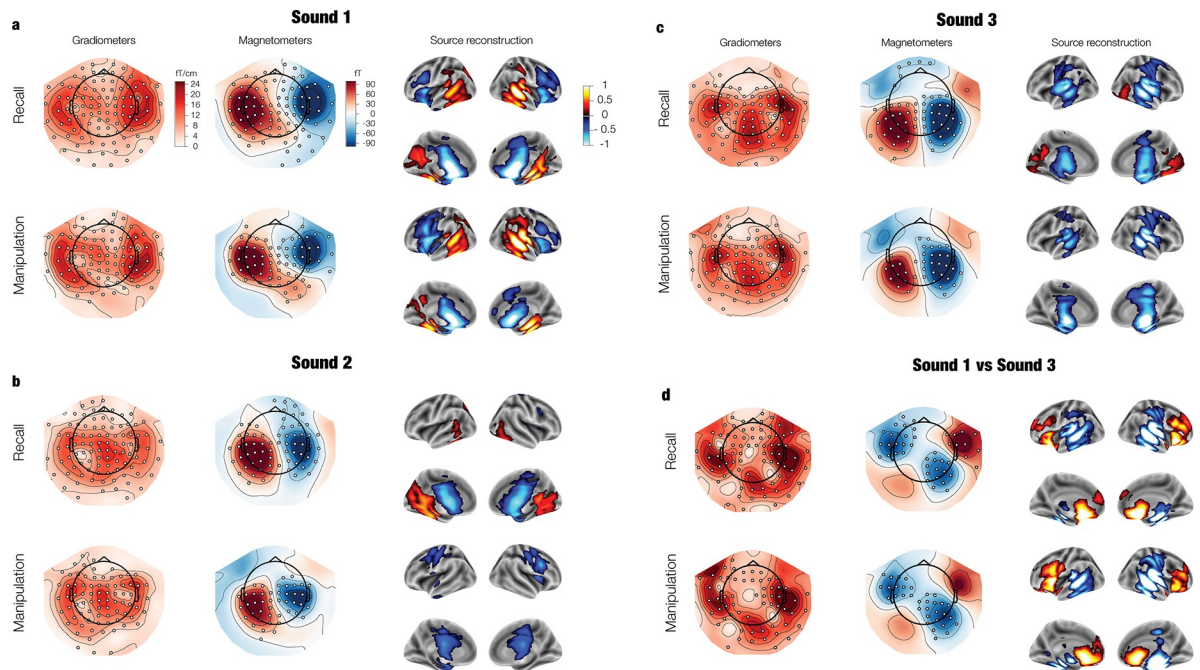 a
Sound 1
Gradiometers
Magnetometers
Source reconstruction
Recall
fT/cm
24
20
16
12
8
4
0
fT
90
60
30
0
-30
-60
-90
1
0.5
0
- 0.5
-1
Manipulation
b
Sound 2
Recall
Manipulation
c
Sound 3
Gradiometers
Magnetometers
Source reconstruction
Recall
Manipulation
d
Sound 1 vs Sound 3
Recall
Manipulation